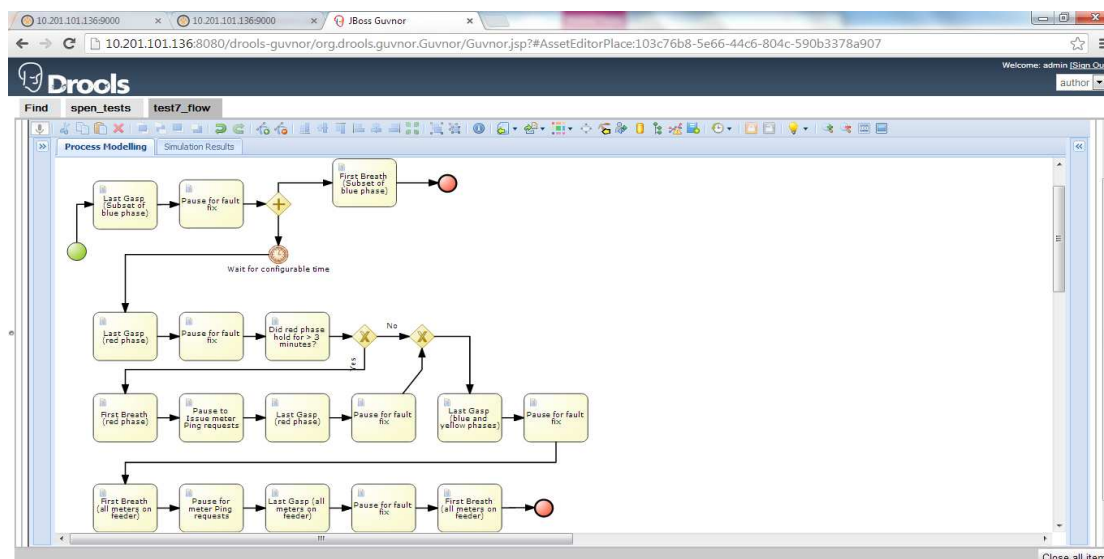 10.201.101.136:9000
10.201.101.136:9000
JBoss Guvnor
10.201.101.136:8080/drools-guvnor/org.drools.guvnor.Guvnor/Guvnor.jsp?#AssetEditorPlace:103c76b8-5e66-44c6-804c-590b3378a907
Welcome: admin [Sign Ou
Drools
author
Find
spen_tests
test7_flow
Process Modelling
Simulation Results
Last Gasp
(Subset of
blue phase)
Pause for fault
fix
First Breath
(Subset of
blue phase)
Wait for configurable time
Last Gasp
(red phase)
Pause for fault
fix
Did red phase
hold for > 3
minutes?
No
Yes
First Breath
(red phase)
Pause to
Issue meter
Ping requests
Last Gasp
(red phase)
Pause for fault
fix
Last Gasp
(blue and
yellow phases)
Pause for fault
fix
First Breath
(all meters on
feeder)
Pause for
meter Ping
requests
Last Gasp (all
meters on
feeder)
Pause for fault
fix
First Breath
(all meters on
feeder)
Close all item